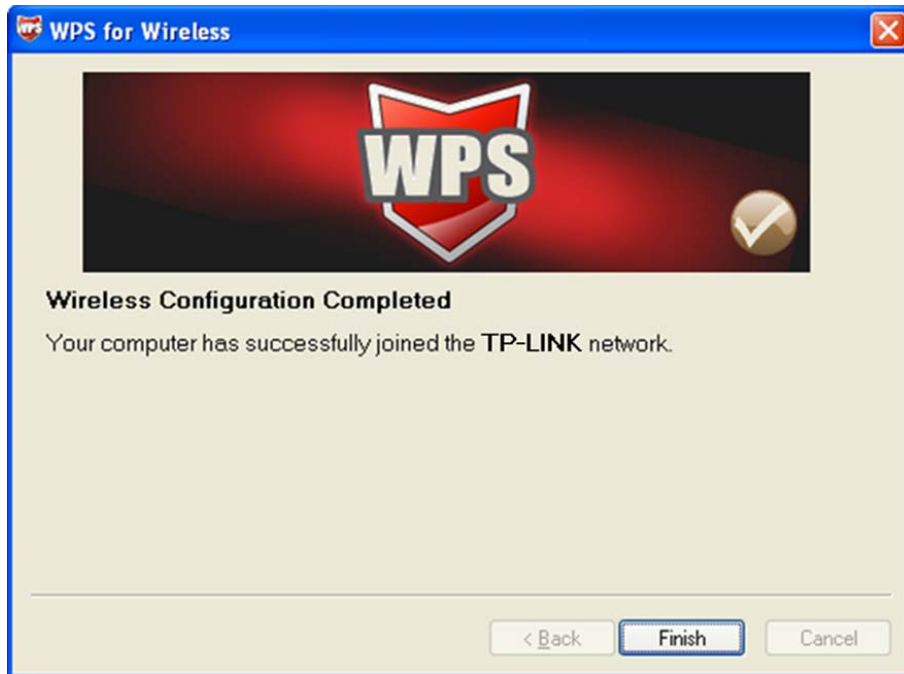 WPS for Wireless
WPS
Wireless Configuration Completed
Your computer has successfully joined the TP-LINK network.
< Back Finish Cancel